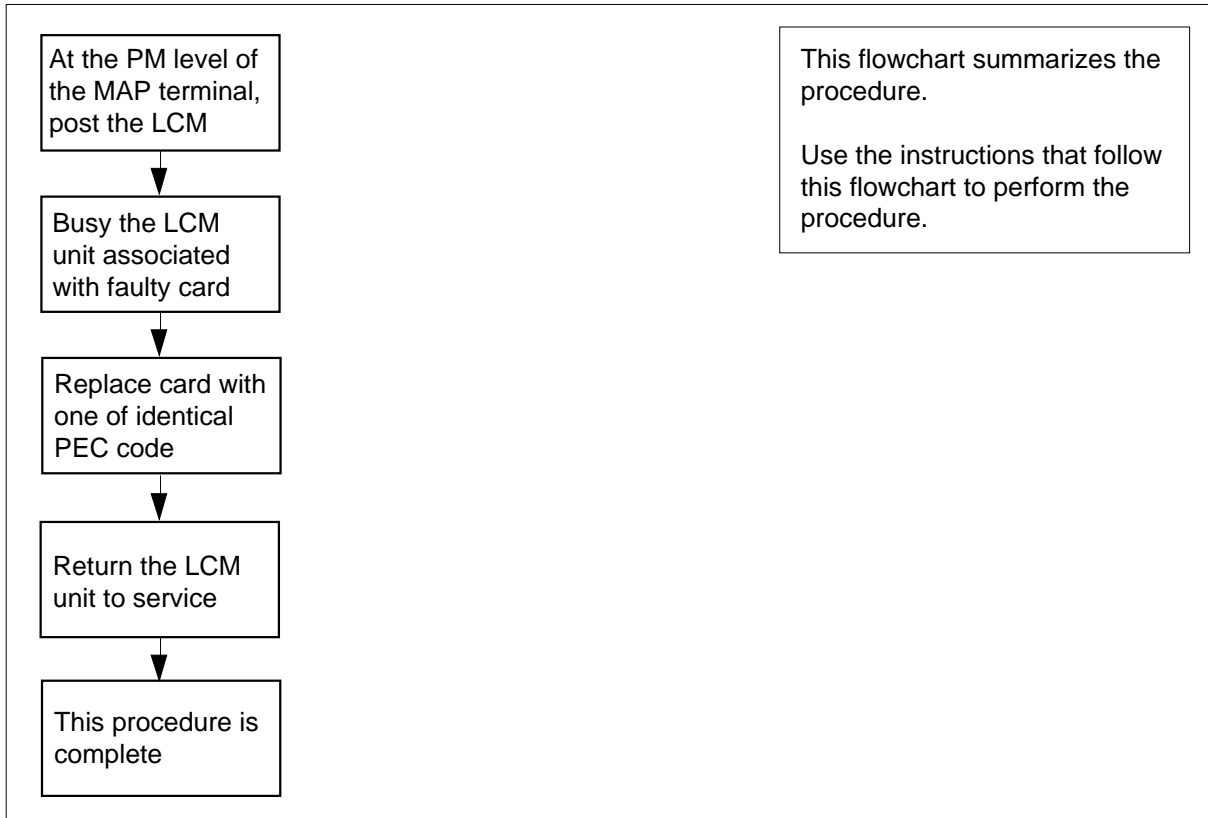 At the PM level of
the MAP terminal,
post the LCM
Busy the LCM
unit associated
with faulty card
Replace card with
one of identical
PEC code
Return the LCM
unit to service
This procedure is
complete
This flowchart summarizes the
procedure.
Use the instructions that follow
this flowchart to perform the
procedure.